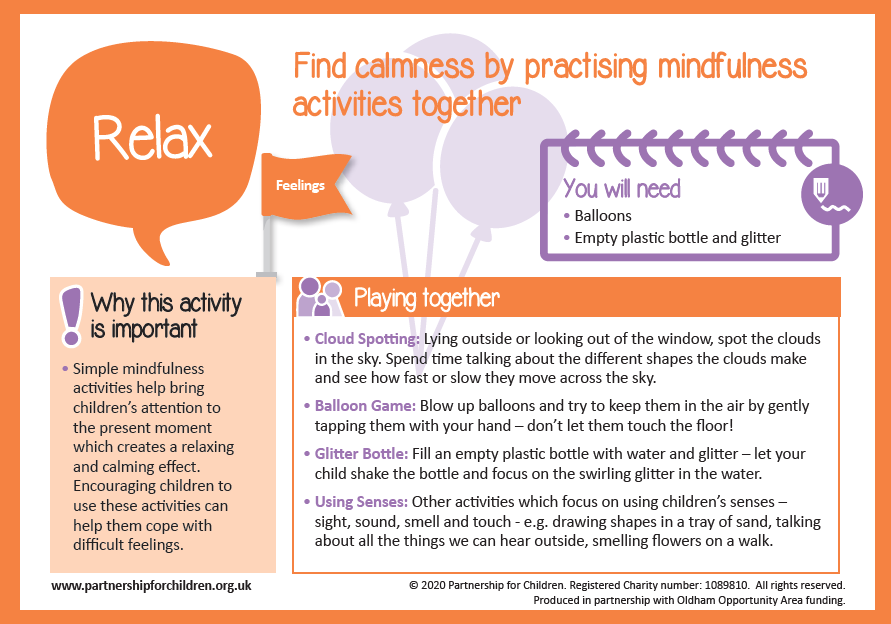 Relax
Find calmness by practising mindfulness
activities together
Feelings
You will need
• Balloons
• Empty plastic bottle and glitter
Why this activity
is important
• Simple mindfulness
activities help bring
children’s attention to
the present moment
which creates a relaxing
and calming effect.
Encouraging children to
use these activities can
help them cope with
difficult feelings.
Playing together
• Cloud Spotting: Lying outside or looking out of the window, spot the clouds
in the sky. Spend time talking about the different shapes the clouds make
and see how fast or slow they move across the sky.
• Balloon Game: Blow up balloons and try to keep them in the air by gently
tapping them with your hand – don’t let them touch the floor!
• Glitter Bottle: Fill an empty plastic bottle with water and glitter – let your
child shake the bottle and focus on the swirling glitter in the water.
• Using Senses: Other activities which focus on using children’s senses –
sight, sound, smell and touch - e.g. drawing shapes in a tray of sand, talking
about all the things we can hear outside, smelling flowers on a walk.
www.partnershipforchildren.org.uk
© 2020 Partnership for Children. Registered Charity number: 1089810. All rights reserved.
Produced in partnership with Oldham Opportunity Area funding.